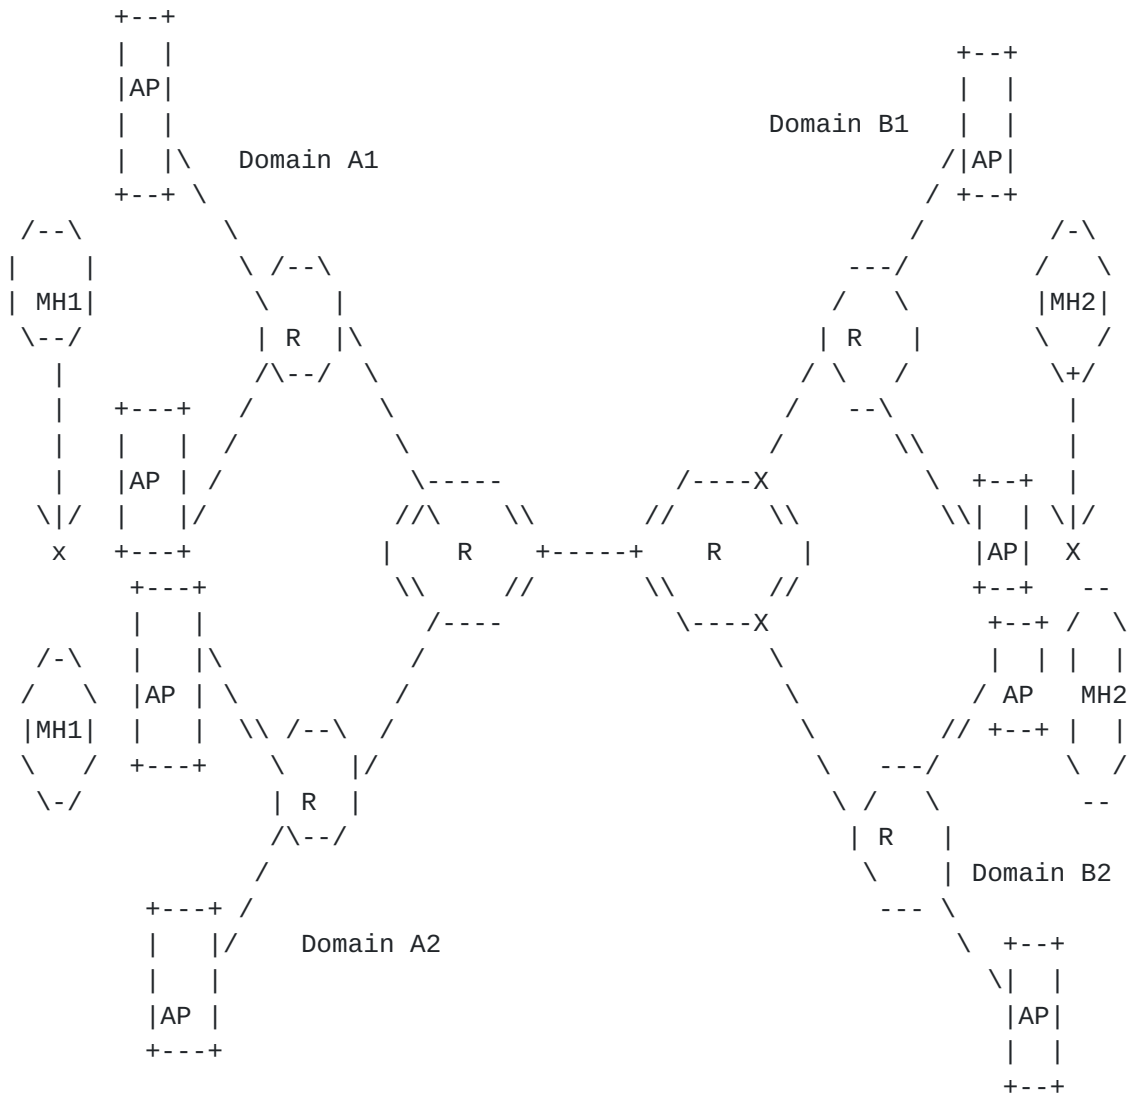 AP
Domain B1
Domain A1 AP
MH1 MH2
R R
AP
x R R AP X
AP AP MH2
MH1
R
R
Domain B2
Domain A2
AP AP